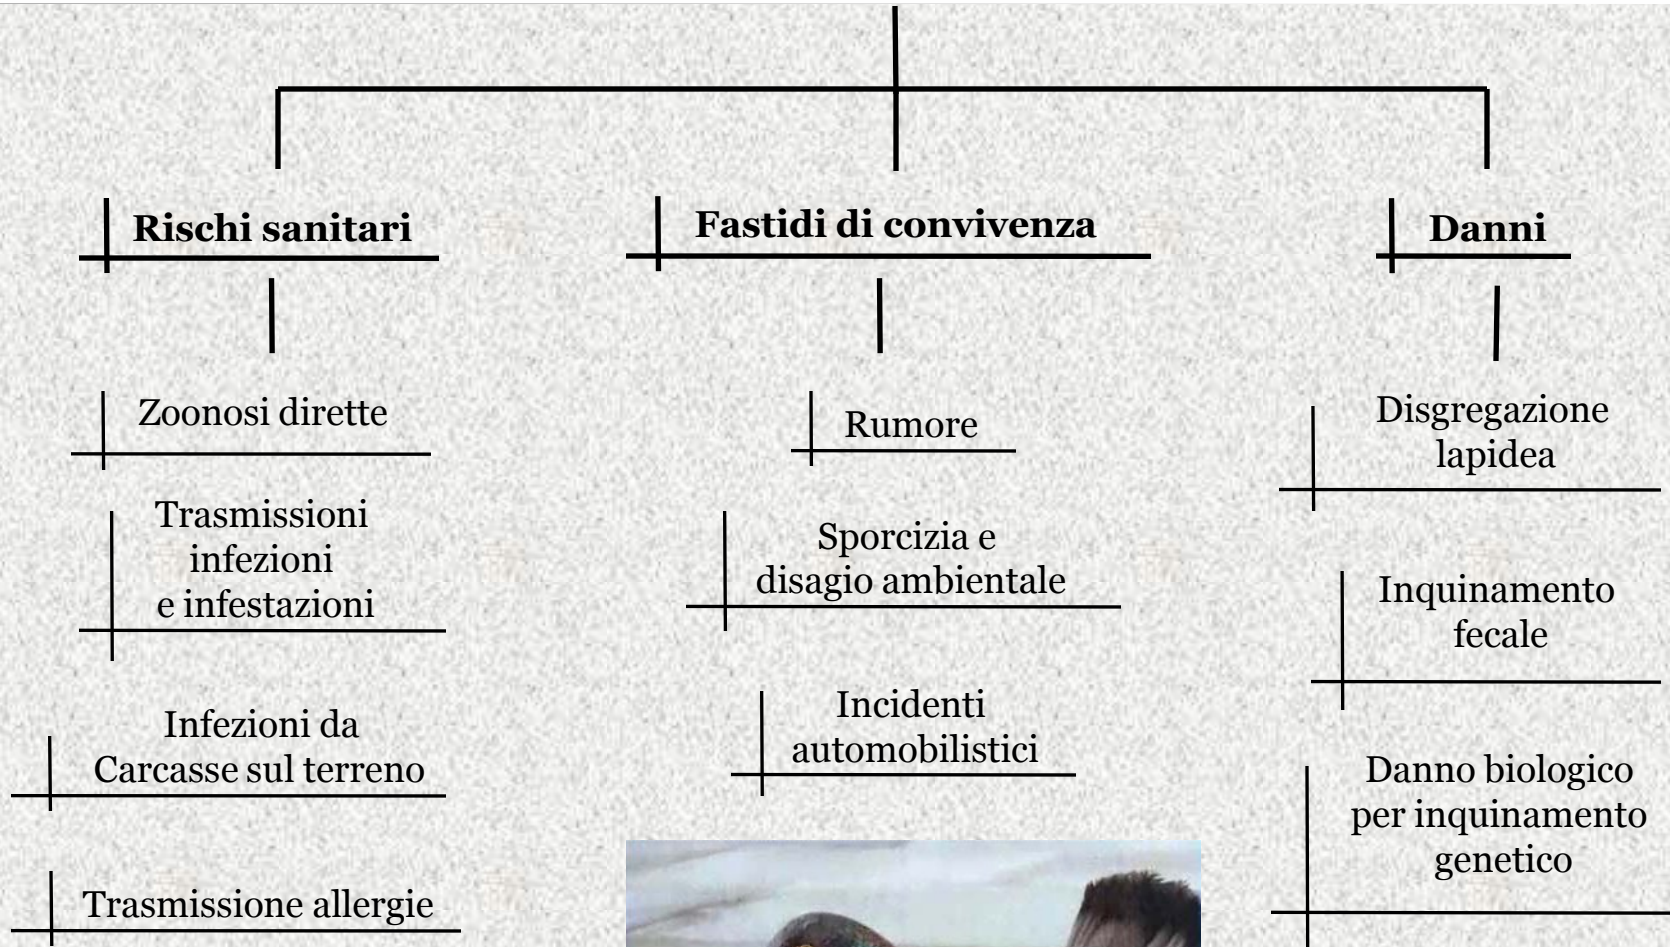 Rischi sanitari
Zoonosi dirette
Trasmissioni
infezioni
e infestazioni
Infezioni da
Carcasse sul terreno
Trasmissione allergie
Fastidi di convivenza
Rumore
Sporcizia e
disagio ambientale
Incidenti
automobilistici
Danni
Disgregazione
lapidea
Inquinamento
fecale
Danno biologico
per inquinamento
genetico